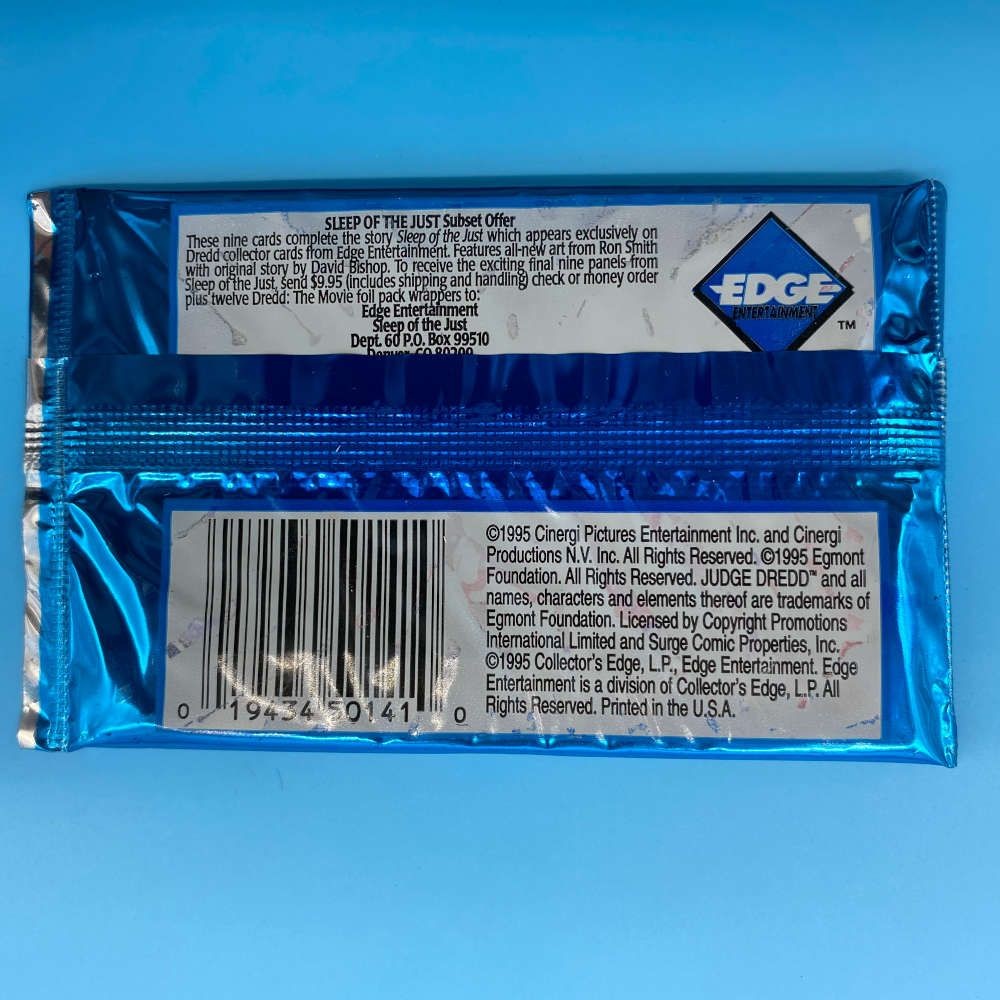 SLEEP OF THE JUST Subset Offer
These nine cards complete the story Sleep of the Just which appears exclusively on
Dredd collector cards from Edge Entertainment. Features all-new art from Ron Smith
with original story by David Bishop. To receive the exciting final nine panels from
Sleep of the Just, send $9.95 (includes shipping and handling) check or money order
plus twelve Dredd: The Movie foil pack wrappers to:
Edge Entertainment
Sleep of the Just
Dept. 60 P.O. Box 99510
Denver, CO 80209
EDGE
ENTERTAINMENT
TM
©1995 Cinergi Pictures Entertainment Inc. and Cinergi
Productions N.V. Inc. All Rights Reserved. ©1995 Egmont
Foundation. All Rights Reserved. JUDGE DREDD™ and all
names, characters and elements thereof are trademarks of
Egmont Foundation. Licensed by Copyright Promotions
International Limited and Surge Comic Properties, Inc.
©1995 Collector's Edge, L.P., Edge Entertainment. Edge
Entertainment is a division of Collector's Edge, L.P. All
Rights Reserved. Printed in the U.S.A.
0 19434 50141 0